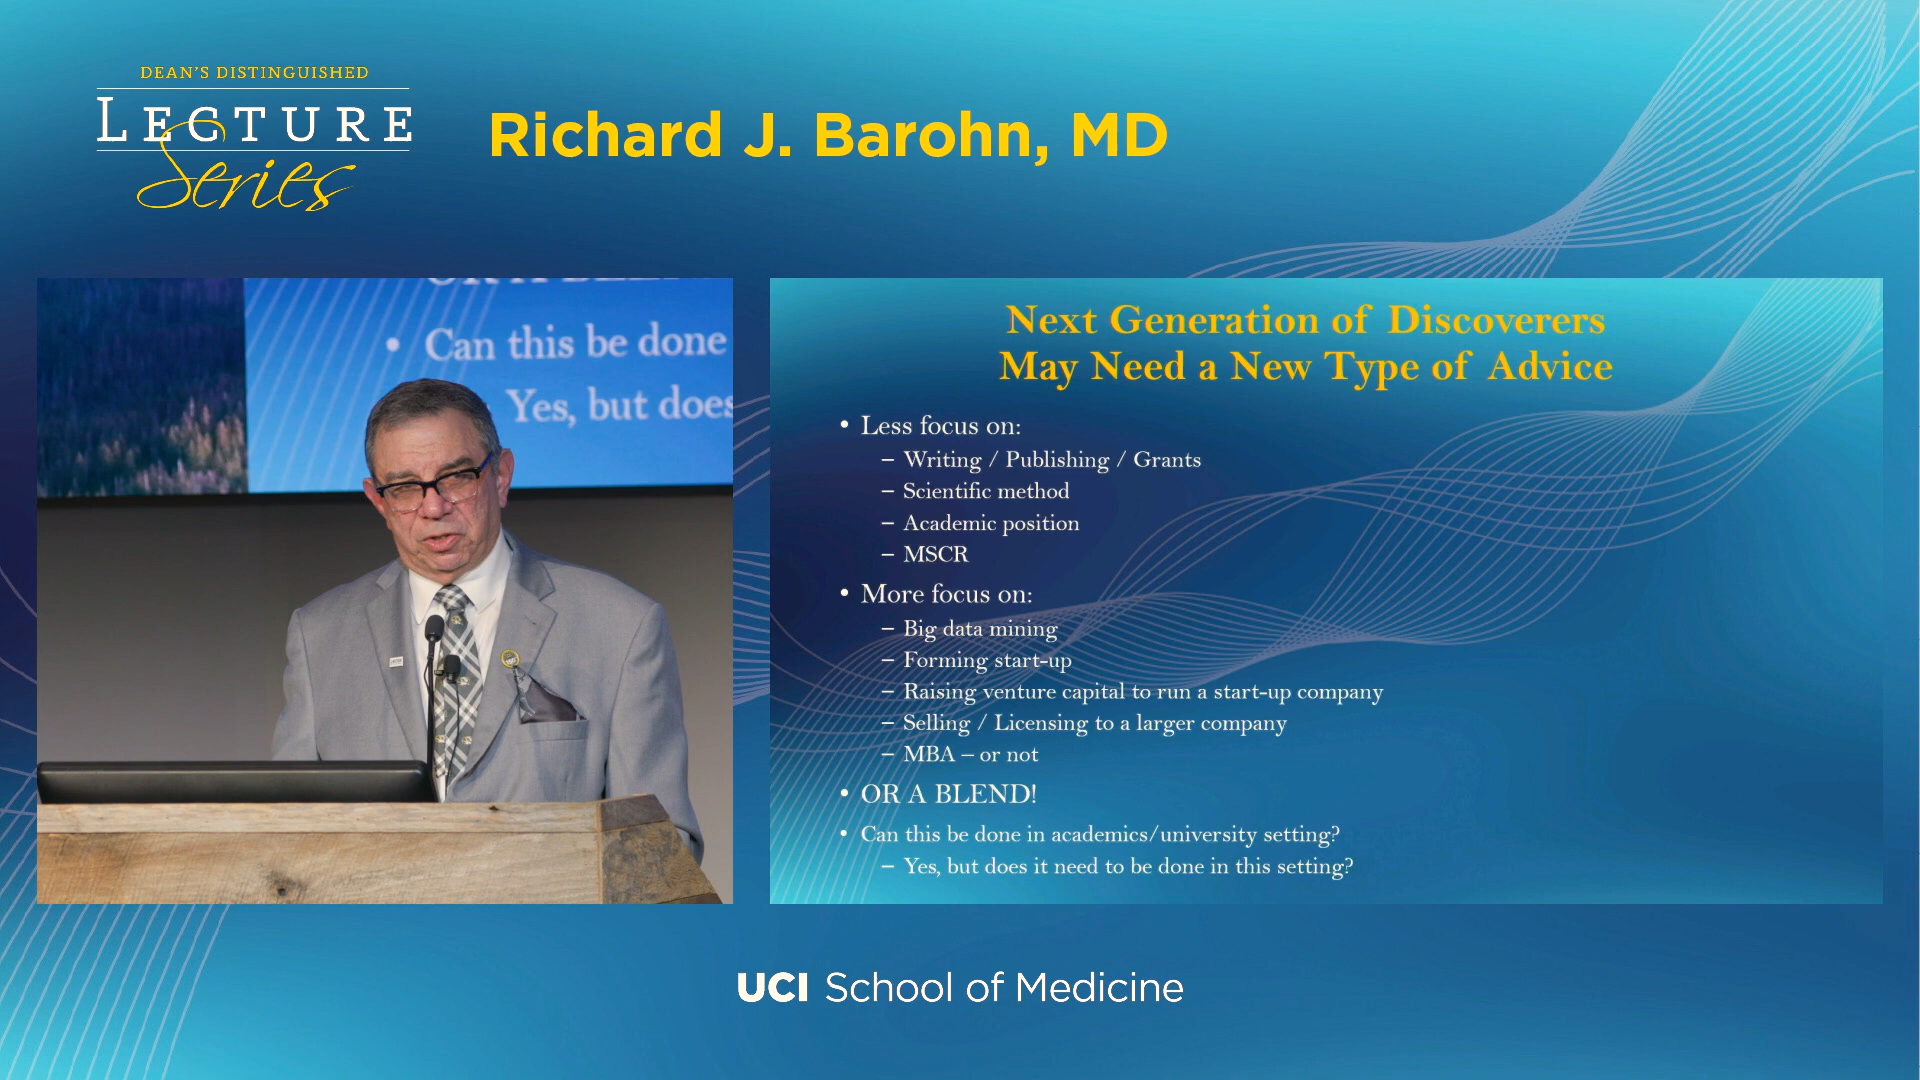 DEAN'S DISTINGUISHED
LECTURE
Series
Richard J. Barohn, MD
OR A BLEND
• Can this be done
Yes, but does
Next Generation of Discoverers
May Need a New Type of Advice
• Less focus on:
– Writing / Publishing / Grants
– Scientific method
– Academic position
– MSCR
• More focus on:
– Big data mining
– Forming start-up
– Raising venture capital to run a start-up company
– Selling / Licensing to a larger company
– MBA – or not
• OR A BLEND!
• Can this be done in academics/university setting?
– Yes, but does it need to be done in this setting?
UCI School of Medicine